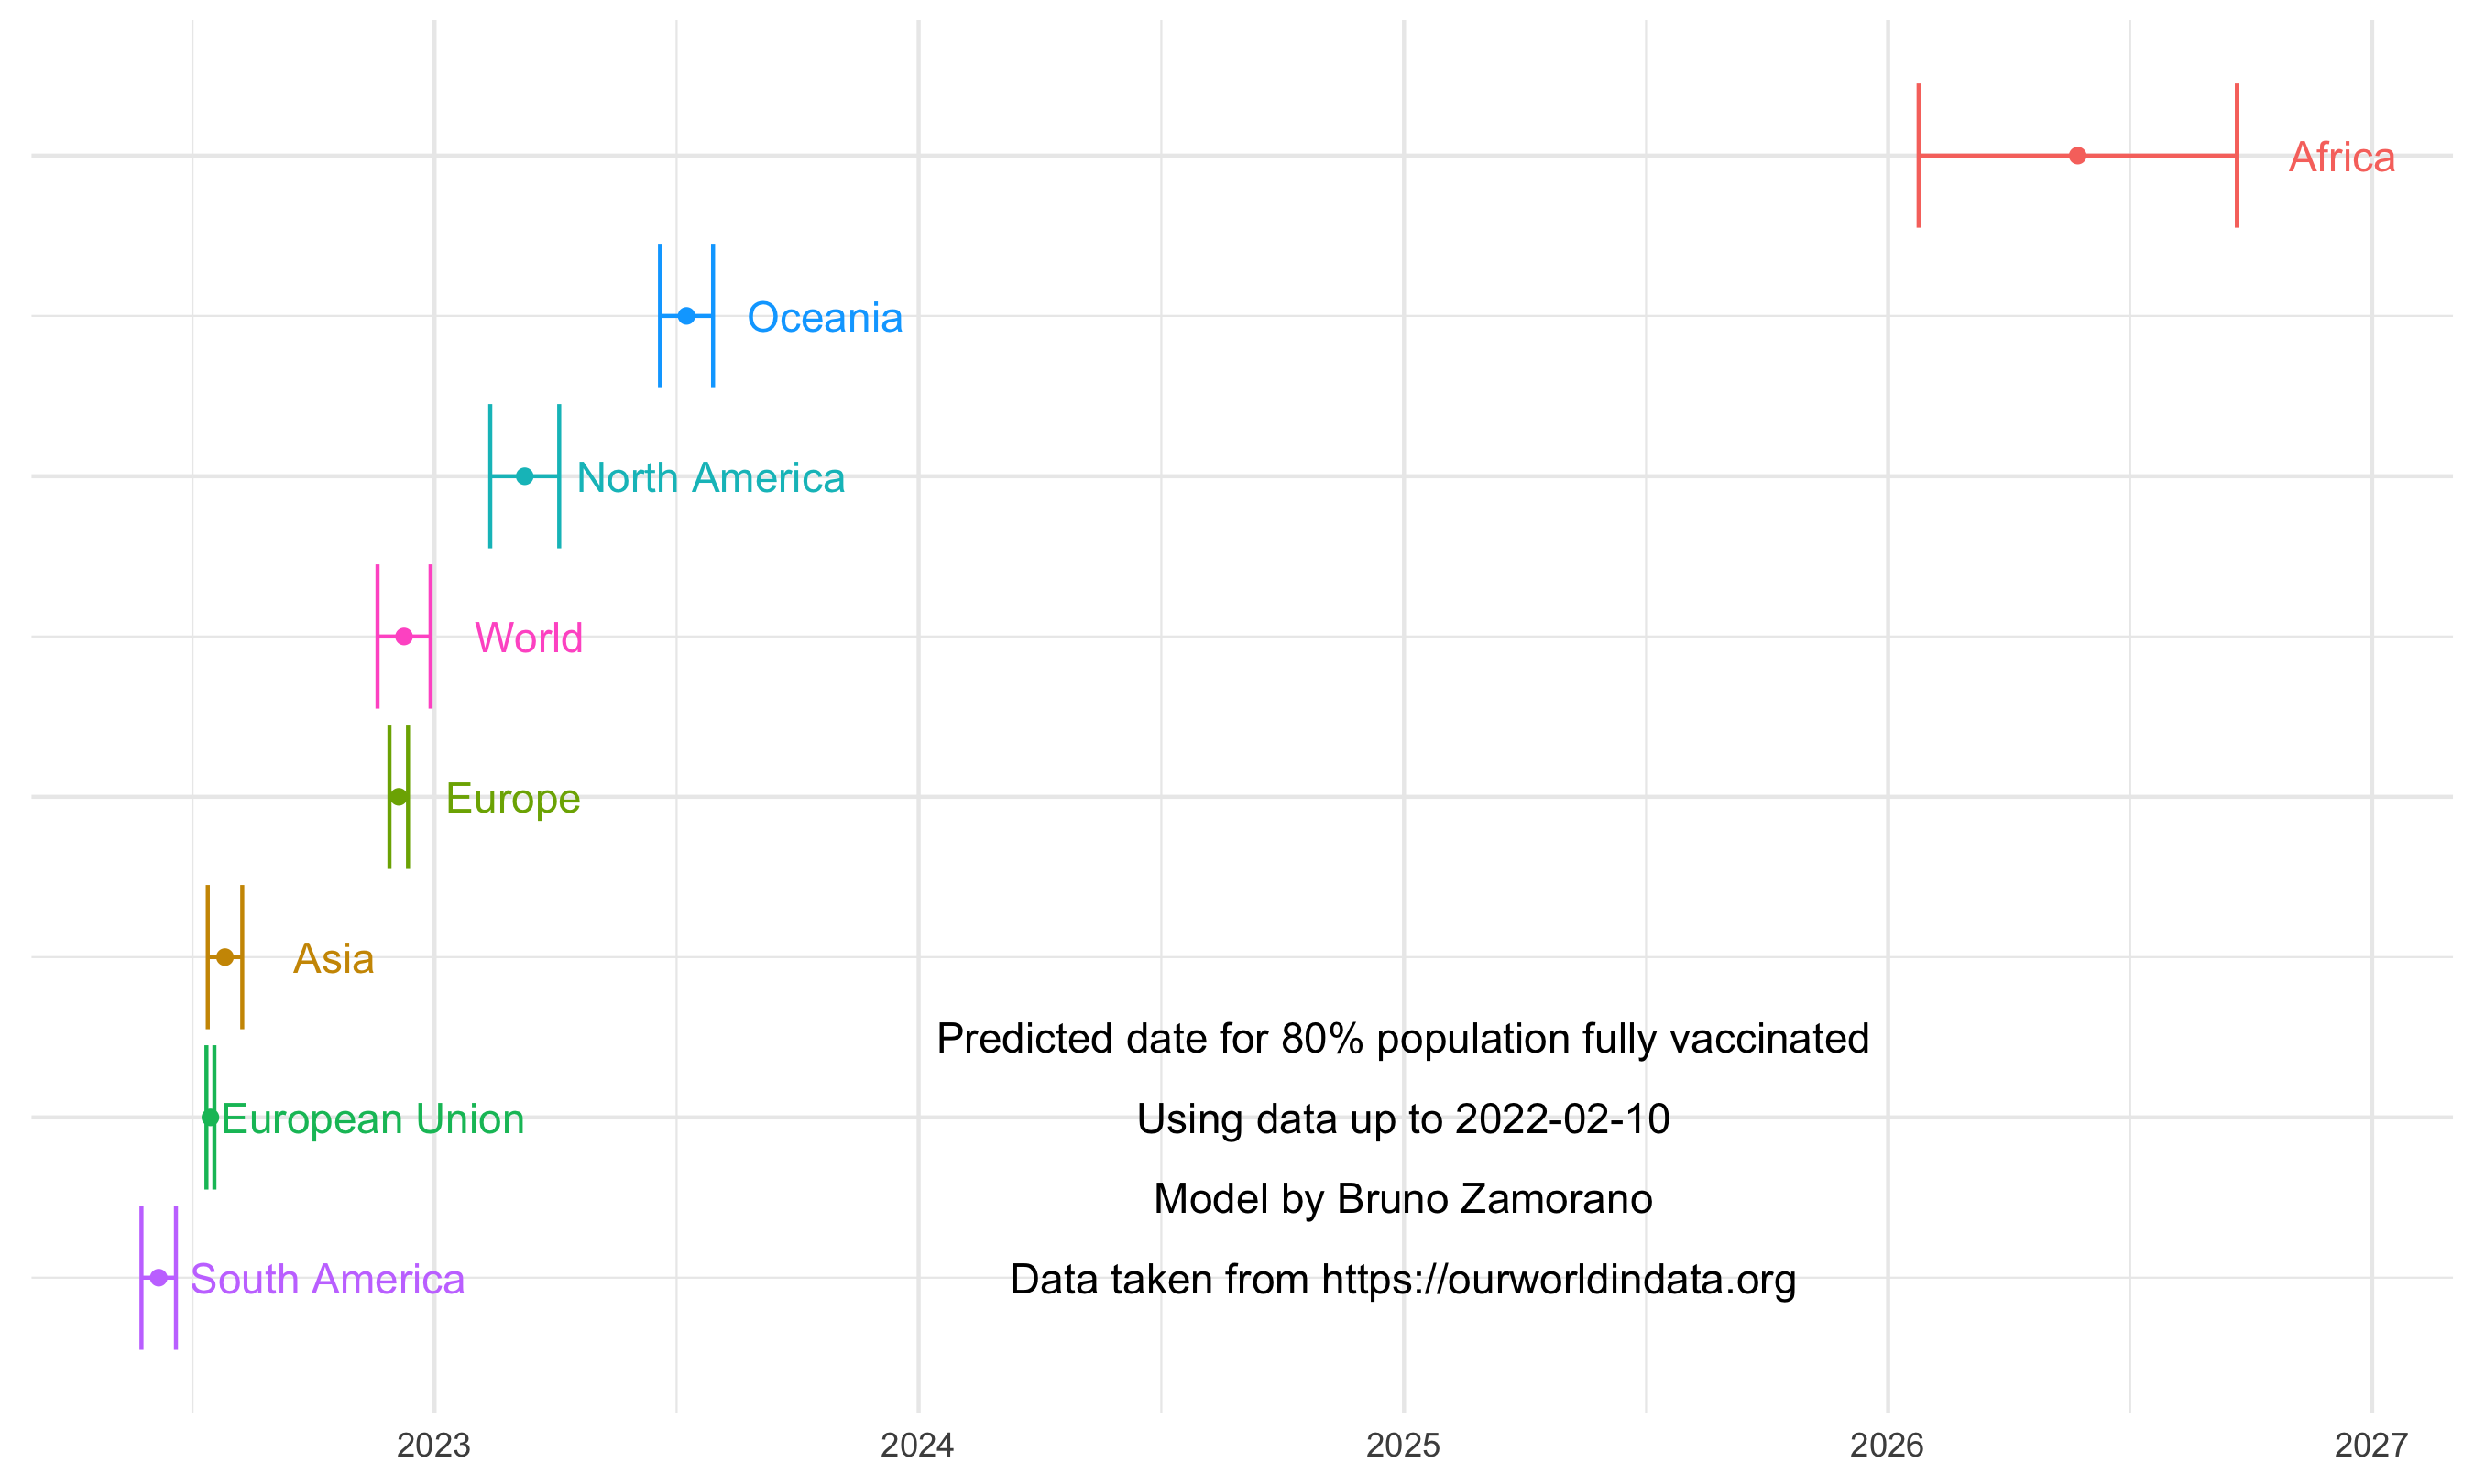 Africa
Oceania
North America
World
Europe
Asia
Predicted date for 80% population fully vaccinated
European Union
Using data up to 2022-02-10
Model by Bruno Zamorano
South America
Data taken from https://ourworldindata.org
2023
2024
2025
2026
2027